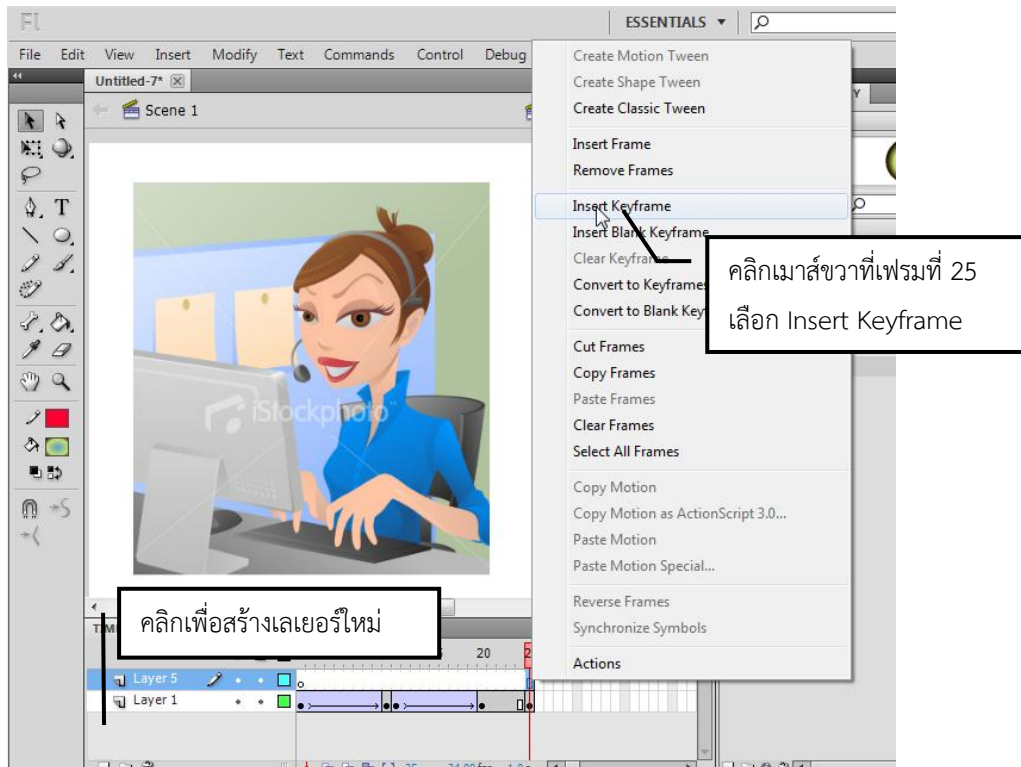 Fl
ESSENTIALS
File Edit View Insert Modify Text Commands Control Debug
Untitled-7*
Scene 1
Create Motion Tween
Create Shape Tween
Create Classic Tween
Insert Frame
Remove Frames
Insert Keyframe
Insert Blank Keyframe
Clear Keyframe
Convert to Keyframes
Convert to Blank Key
Cut Frames
Copy Frames
Paste Frames
Clear Frames
Select All Frames
Copy Motion
Copy Motion as ActionScript 3.0...
Paste Motion
Paste Motion Special...
Reverse Frames
Synchronize Symbols
Actions
คลิกเมาส์ขวาที่เฟรมที่ 25
เลือก Insert Keyframe
iStockphoto
คลิกเพื่อสร้างเลเยอร์ใหม่
20
Layer 5
Layer 1